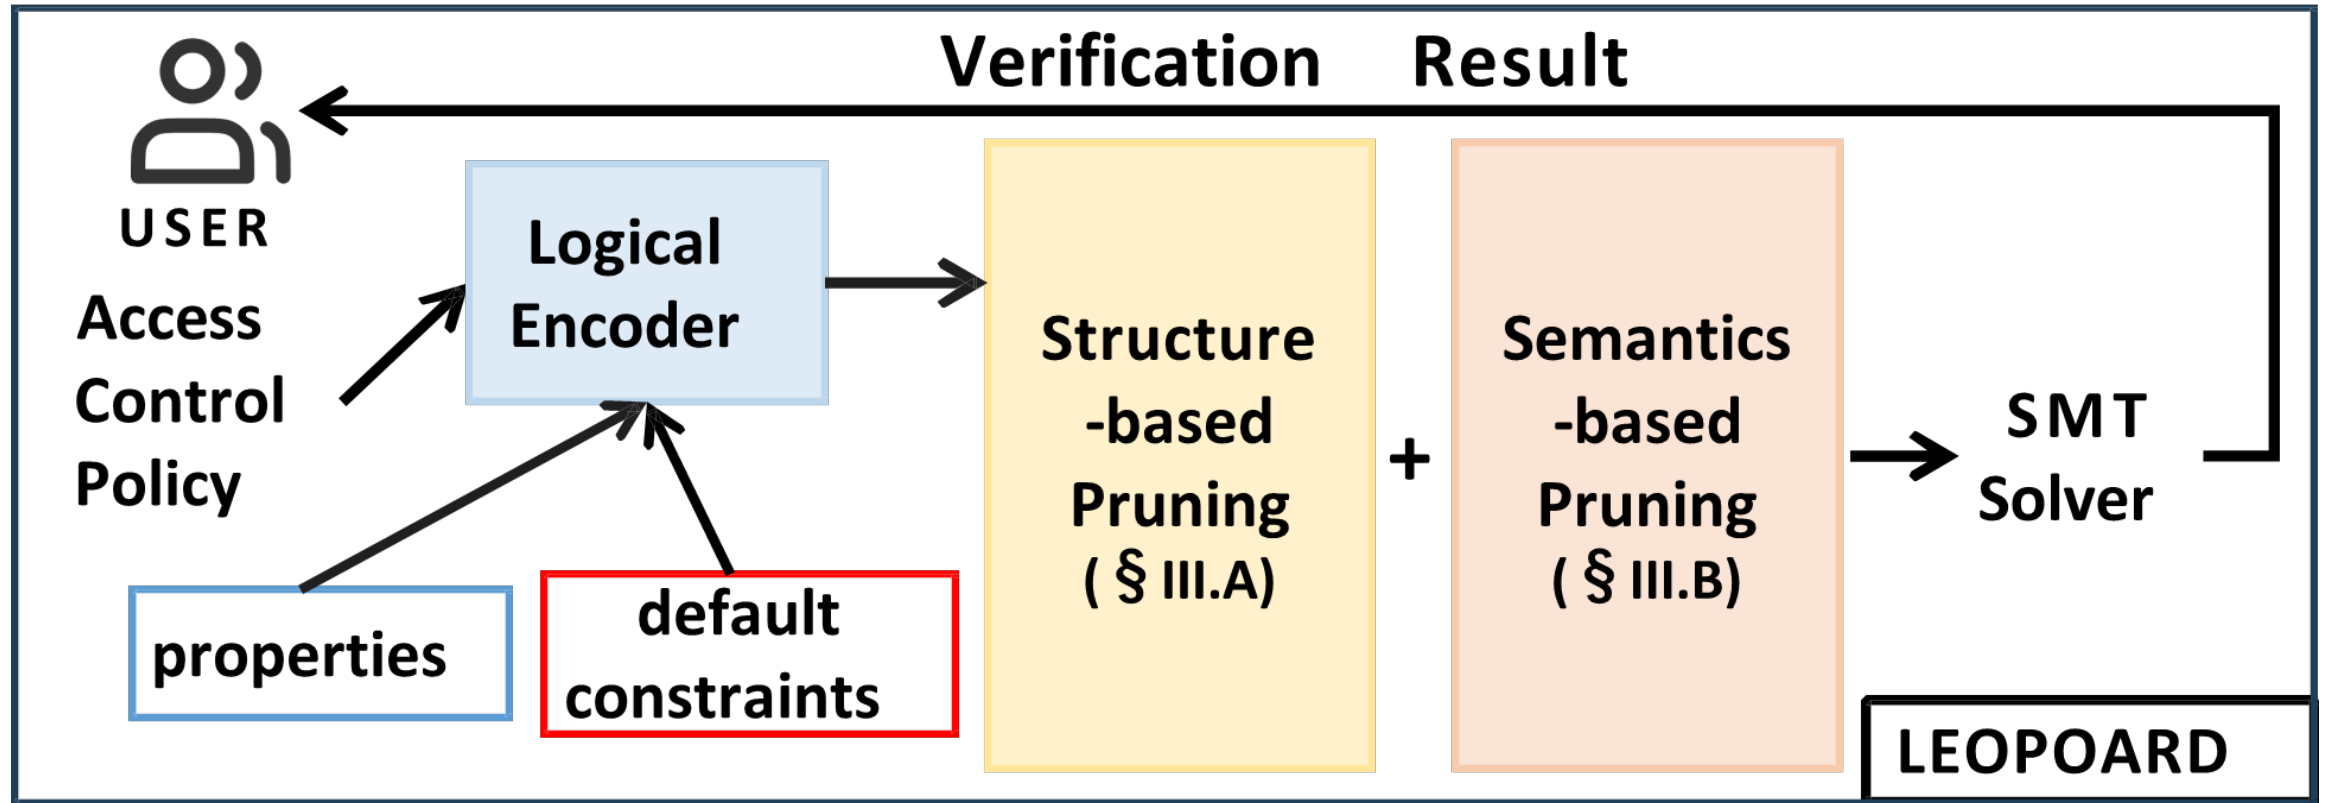 Verification Result
USER
Access
Control
Policy
Logical
Encoder
properties
default
constraints
Structure
-based
Pruning
( § III.A)
+
Semantics
-based
Pruning
( § III.B)
SMT
Solver
LEOPOARD